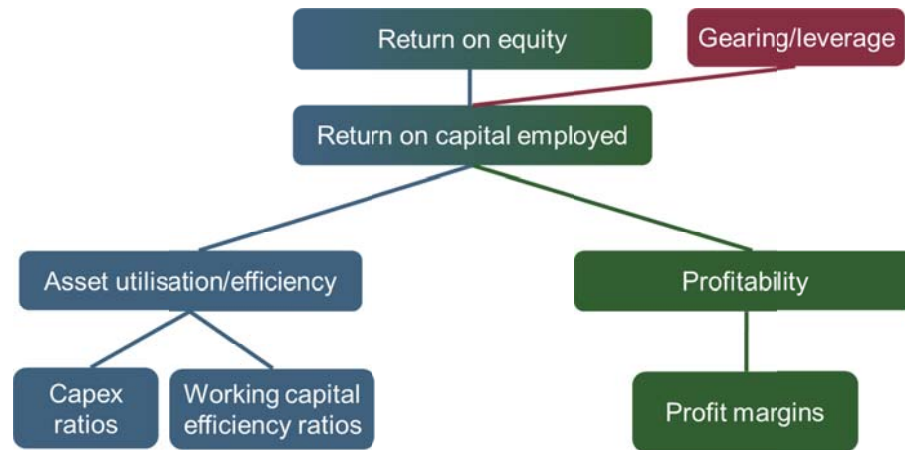 Return on equity
Gearing/leverage
Return on capital employed
Asset utilisation/efficiency
Profitability
Capex
ratios
Working capital
efficiency ratios
Profit margins